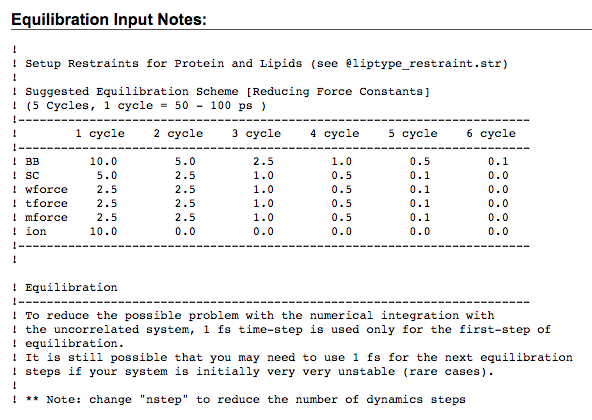 Equilibration Input Notes:
!
! Setup Restraints for Protein and Lipids (see @liptype_restraint.str)
!
! Suggested Equilibration Scheme [Reducing Force Constants]
! (5 Cycles, 1 cycle = 50 - 100 ps )
!-------------------------------------------------------------------
!        1 cycle    2 cycle    3 cycle    4 cycle    5 cycle    6 cycle
!-------------------------------------------------------------------
! BB       10.0        5.0        2.5        1.0        0.5        0.1
! SC        5.0        2.5        1.0        0.5        0.1        0.0
! wforce    2.5        2.5        1.0        0.5        0.1        0.0
! tforce    2.5        2.5        1.0        0.5        0.1        0.0
! mforce    2.5        2.5        1.0        0.5        0.1        0.0
! ion      10.0        0.0        0.0        0.0        0.0        0.0
!-------------------------------------------------------------------
!
! Equilibration
!-------------------------------------------------------------------
! To reduce the possible problem with the numerical integration with
! the uncorrelated system, 1 fs time-step is used only for the first-step of
! equilibration.
! It is still possible that you may need to use 1 fs for the next equilibration
! steps if your system is initially very very unstable (rare cases).
!
! ** Note: change "nstep" to reduce the number of dynamics steps